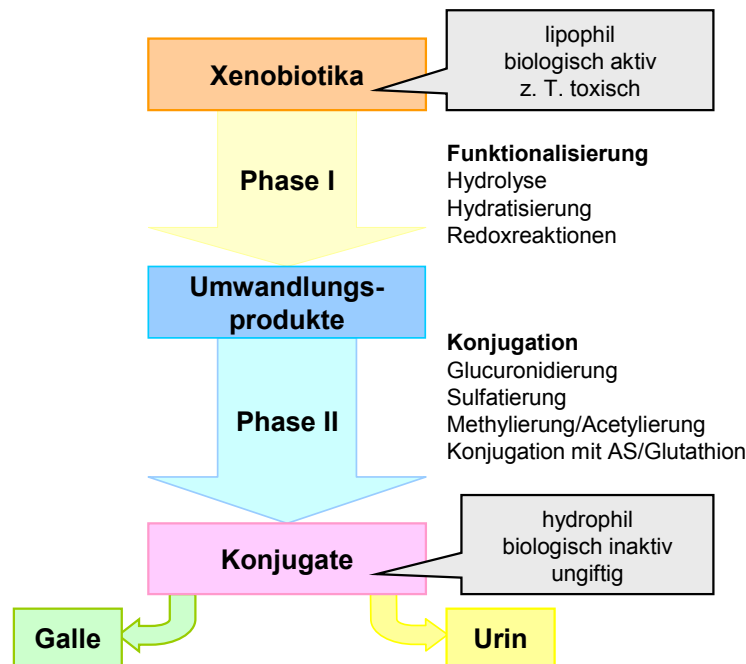 Xenobiotika
lipophil
biologisch aktiv
z. T. toxisch
Phase I
Funktionalisierung
Hydrolyse
Hydratisierung
Redoxreaktionen
Umwandlungs-
produkte
Phase II
Konjugation
Glucuronidierung
Sulfatierung
Methylierung/Acetylierung
Konjugation mit AS/Glutathion
Konjugate
hydrophil
biologisch inaktiv
ungiftig
Galle
Urin